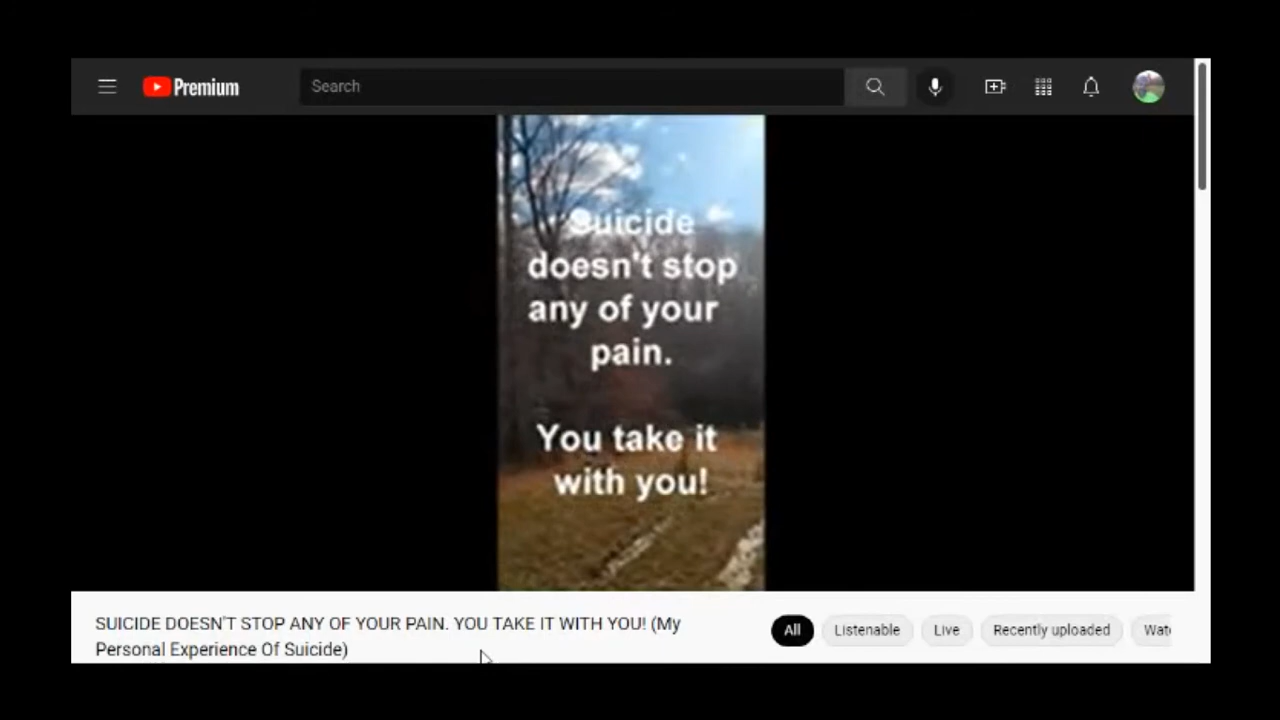 Premium
Search
Suicide
doesn't stop
any of your
pain.
You take it
with you!
SUICIDE DOESN'T STOP ANY OF YOUR PAIN. YOU TAKE IT WITH YOU! (My
Personal Experience Of Suicide)
All Listenable Live Recently uploaded